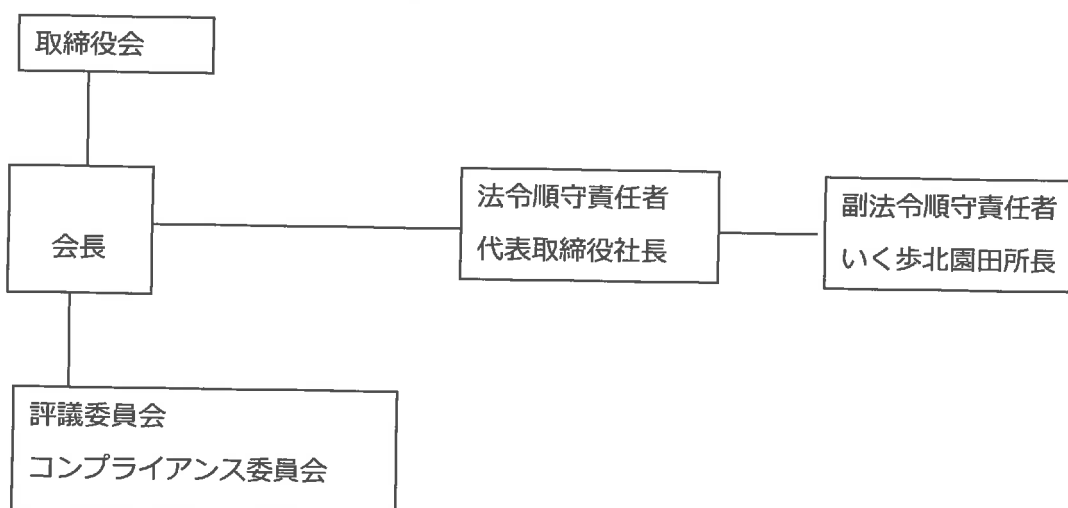 取締役会
会長
法令順守責任者
代表取締役社長
副法令順守責任者
いく歩北園田所長
評議委員会
コンプライアンス委員会